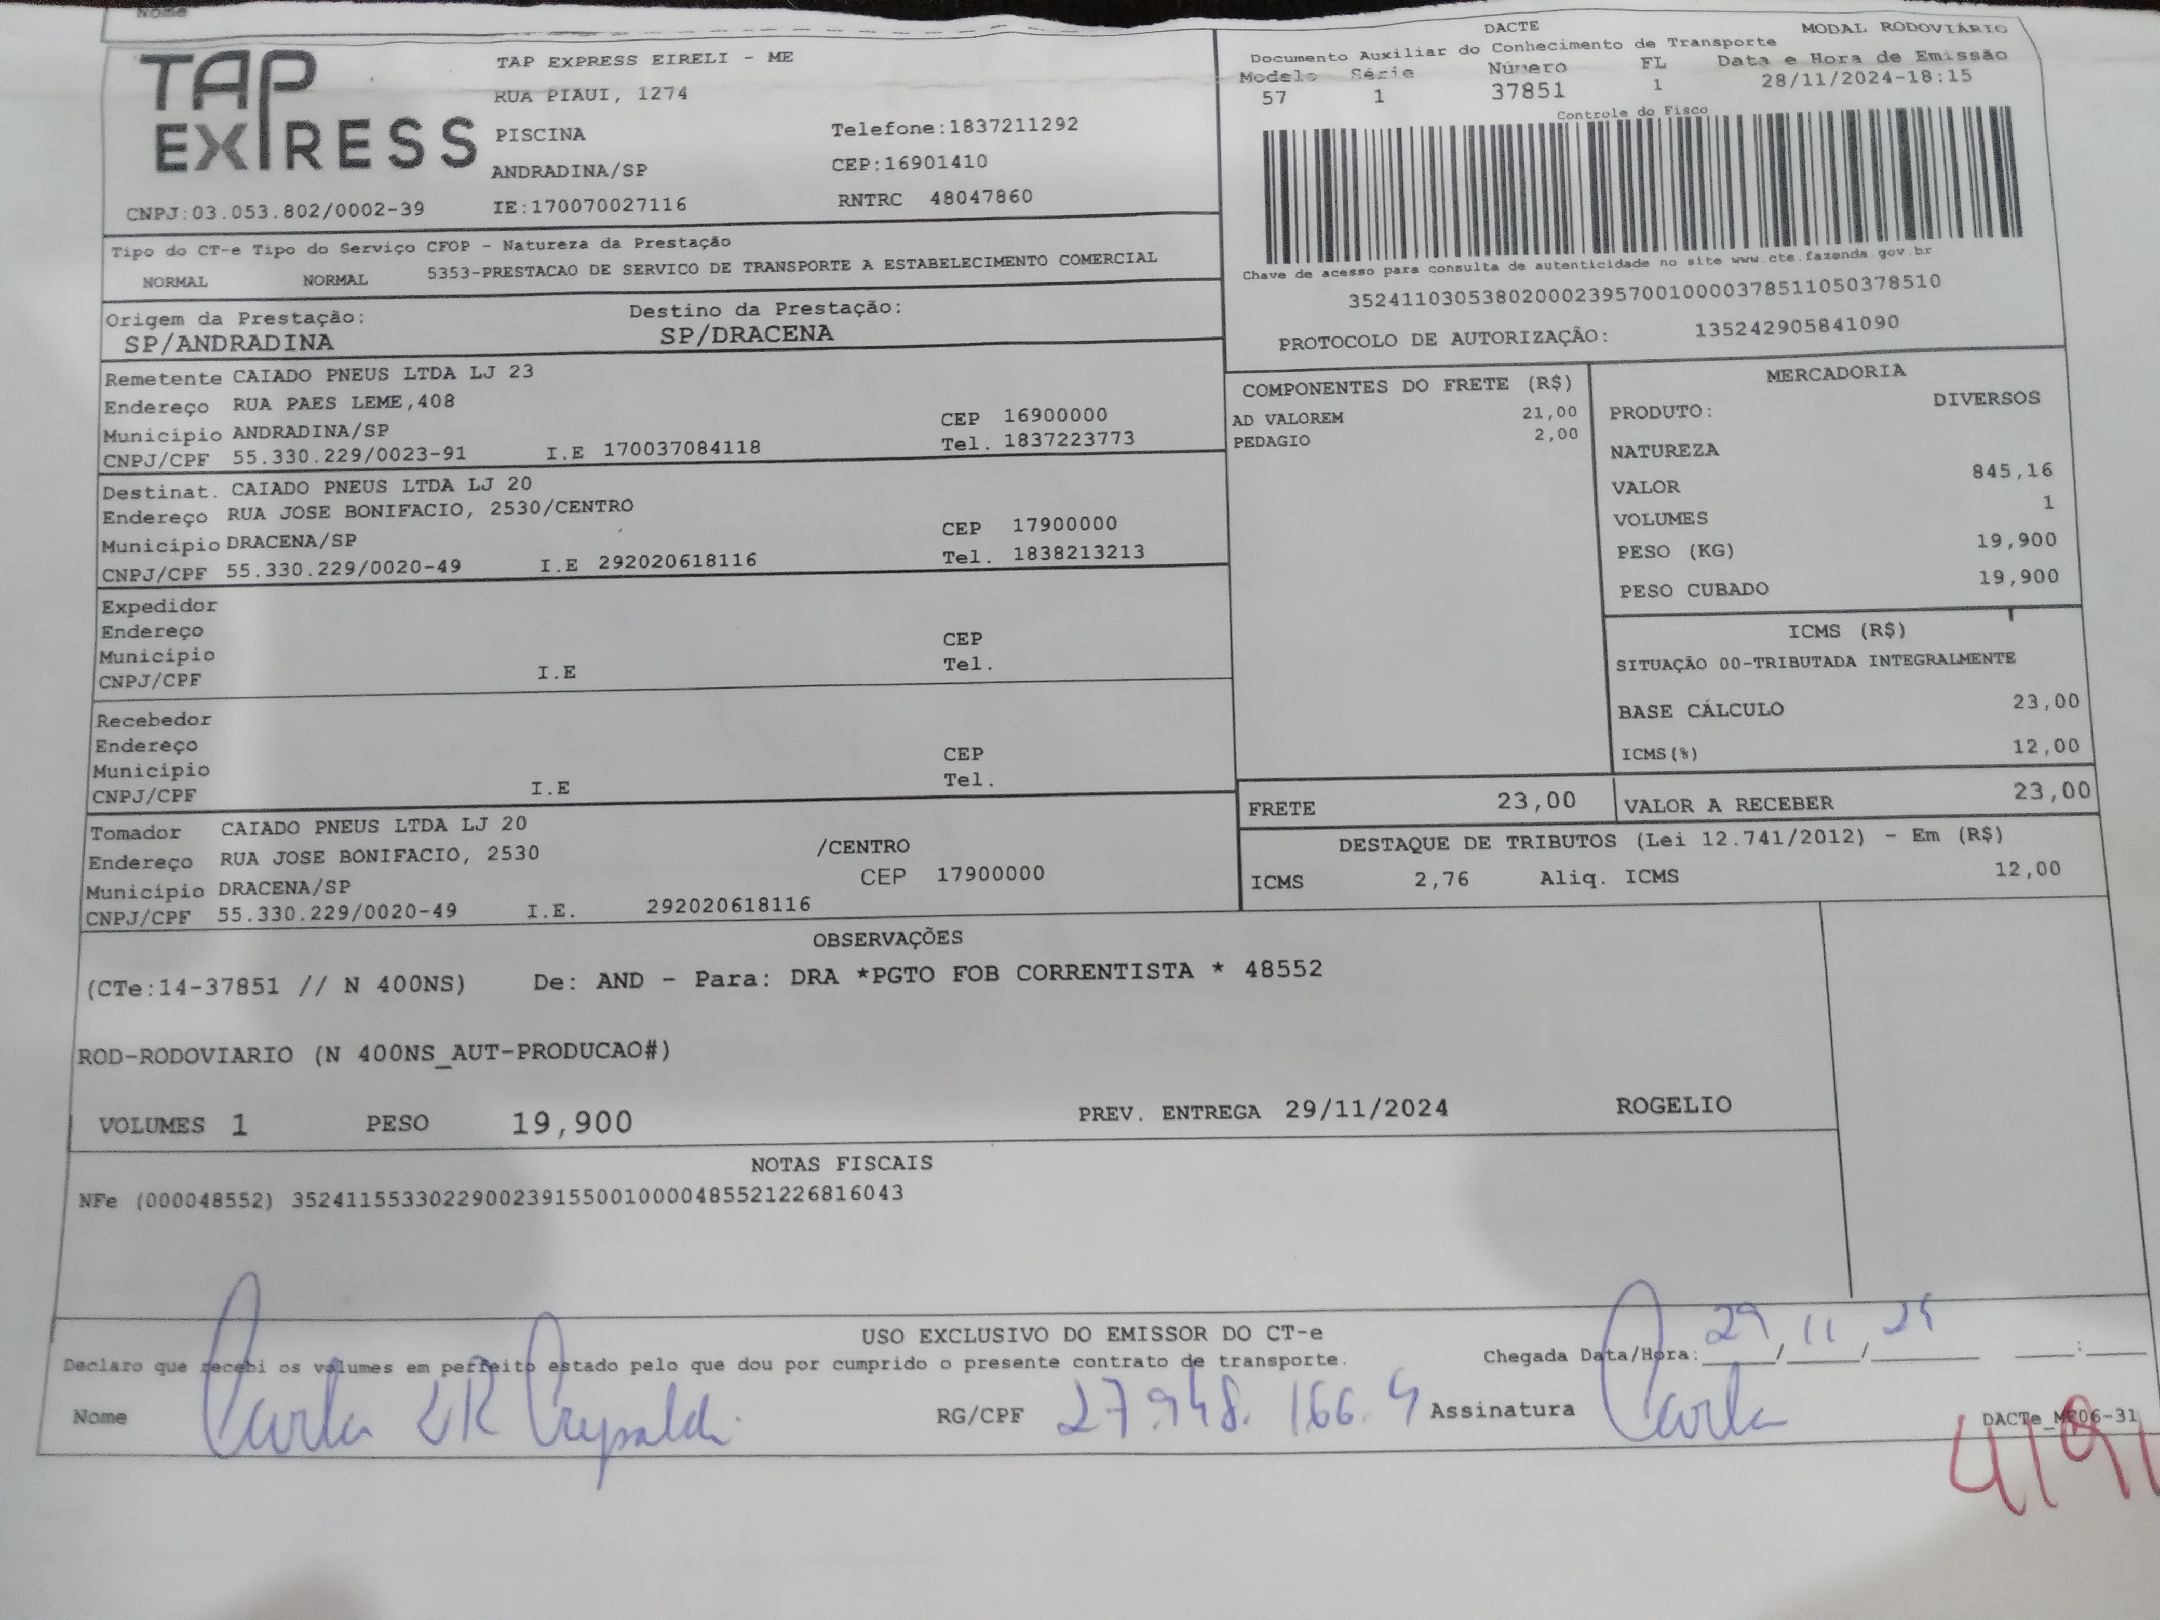 Nome
TAP EXPRESS
TAP EXPRESS EIRELI - ME
RUA PIAUI, 1274
PISCINA Telefone:1837211292
ANDRADINA/SP CEP:16901410
CNPJ:03.053.802/0002-39 IE:170070027116 RNTRC 48047860
DACTE MODAL RODOVIÁRIO
Documento Auxiliar do Conhecimento de Transporte
Modelo Série Número FL Data e Hora de Emissão
57 1 37851 1 28/11/2024-18:15
Controle do Fisco
Chave de acesso para consulta de autenticidade no site www.cte.fazenda.gov.br
35241103053802000239570010000378511050378510
PROTOCOLO DE AUTORIZAÇÃO: 135242905841090
Tipo do CT-e Tipo do Serviço CFOP - Natureza da Prestação
NORMAL NORMAL 5353-PRESTACAO DE SERVICO DE TRANSPORTE A ESTABELECIMENTO COMERCIAL
Origem da Prestação: Destino da Prestação:
SP/ANDRADINA SP/DRACENA
Remetente CAIADO PNEUS LTDA LJ 23
Endereço RUA PAES LEME,408 CEP 16900000
Município ANDRADINA/SP Tel. 1837223773
CNPJ/CPF 55.330.229/0023-91 I.E 170037084118
Destinat. CAIADO PNEUS LTDA LJ 20
Endereço RUA JOSE BONIFACIO, 2530/CENTRO CEP 17900000
Município DRACENA/SP Tel. 1838213213
CNPJ/CPF 55.330.229/0020-49 I.E 292020618116
Expedidor
Endereço CEP
Município Tel.
CNPJ/CPF I.E
Recebedor
Endereço CEP
Município Tel.
CNPJ/CPF I.E
Tomador CAIADO PNEUS LTDA LJ 20
Endereço RUA JOSE BONIFACIO, 2530 /CENTRO
Município DRACENA/SP CEP 17900000
CNPJ/CPF 55.330.229/0020-49 I.E. 292020618116
COMPONENTES DO FRETE (R$)
AD VALOREM 21,00
PEDAGIO 2,00
MERCADORIA
PRODUTO: DIVERSOS
NATUREZA
VALOR 845,16
VOLUMES 1
PESO (KG) 19,900
PESO CUBADO 19,900
ICMS (R$)
SITUAÇÃO 00-TRIBUTADA INTEGRALMENTE
BASE CÁLCULO 23,00
ICMS(%) 12,00
FRETE 23,00 VALOR A RECEBER 23,00
DESTAQUE DE TRIBUTOS (Lei 12.741/2012) - Em (R$)
ICMS 2,76 Aliq. ICMS 12,00
OBSERVAÇÕES
(CTe:14-37851 // N 400NS) De: AND - Para: DRA *PGTO FOB CORRENTISTA * 48552
ROD-RODOVIARIO (N 400NS_AUT-PRODUCAO#)
VOLUMES 1 PESO 19,900 PREV. ENTREGA 29/11/2024 ROGELIO
NOTAS FISCAIS
NFe (000048552) 35241155330229002391550010000485521226816043
USO EXCLUSIVO DO EMISSOR DO CT-e
Declaro que recebi os volumes em perfeito estado pelo que dou por cumprido o presente contrato de transporte. Chegada Data/Hora: 29/11/24 :
Nome Carla RG/CPF 27.948.166.4 Assinatura Carla